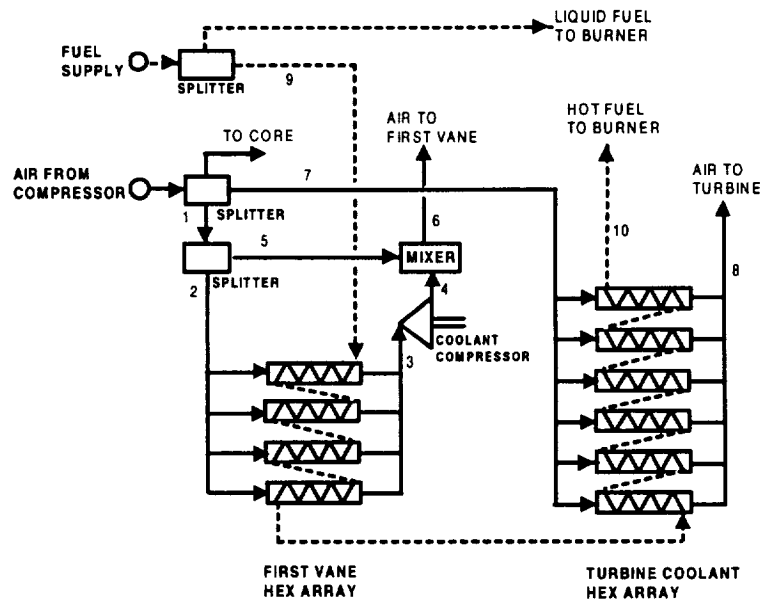 LIQUID FUEL
TO BURNER
FUEL
SUPPLY
SPLITTER
9
HOT FUEL
TO BURNER
AIR TO
FIRST VANE
TO CORE
AIR TO
TURBINE
AIR FROM
COMPRESSOR
7
1
SPLITTER
5
6
10
MIXER
8
2
SPLITTER
4
COOLANT
COMPRESSOR
3
FIRST VANE
HEX ARRAY
TURBINE COOLANT
HEX ARRAY